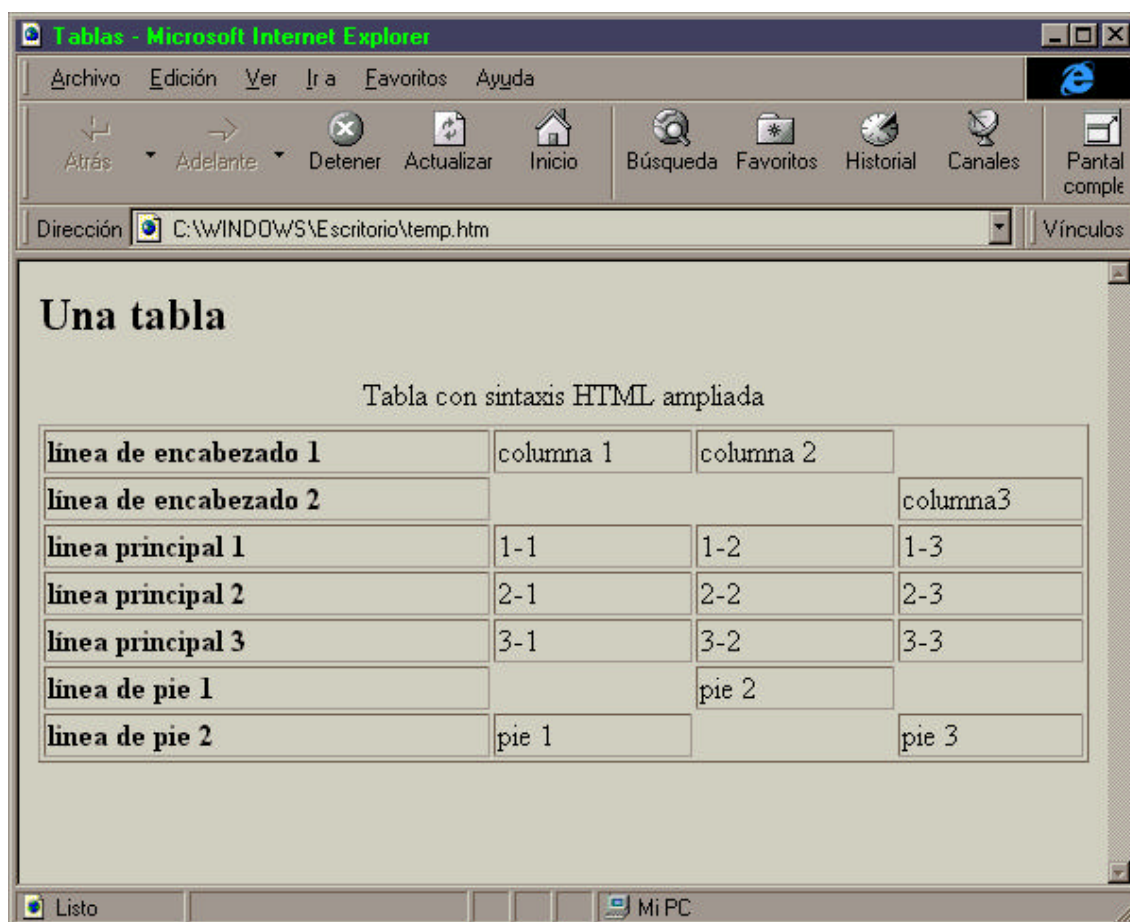 Tablas - Microsoft Internet Explorer
Archivo Edición Ver Ir a Favoritos Ayuda
Atrás Adelante Detener Actualizar Inicio Búsqueda Favoritos Historial Canales Pantal
comple
Dirección C:\WINDOWS\Escritorio\temp.htm Vínculos
Una tabla
Tabla con sintaxis HTML ampliada
línea de encabezado 1 columna 1 columna 2
línea de encabezado 2 columna3
linea principal 1 1-1 1-2 1-3
línea principal 2 2-1 2-2 2-3
línea principal 3 3-1 3-2 3-3
línea de pie 1 pie 2
linea de pie 2 pie 1 pie 3
Listo Mi PC